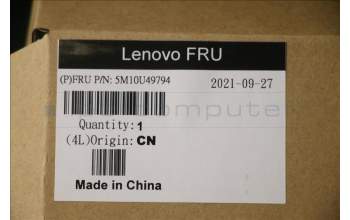 Lenovo FRU
(P)FRU P/N: 5M10U49794
2021-09-27
Quantity: 1
(4L)Origin: CN
Made in China